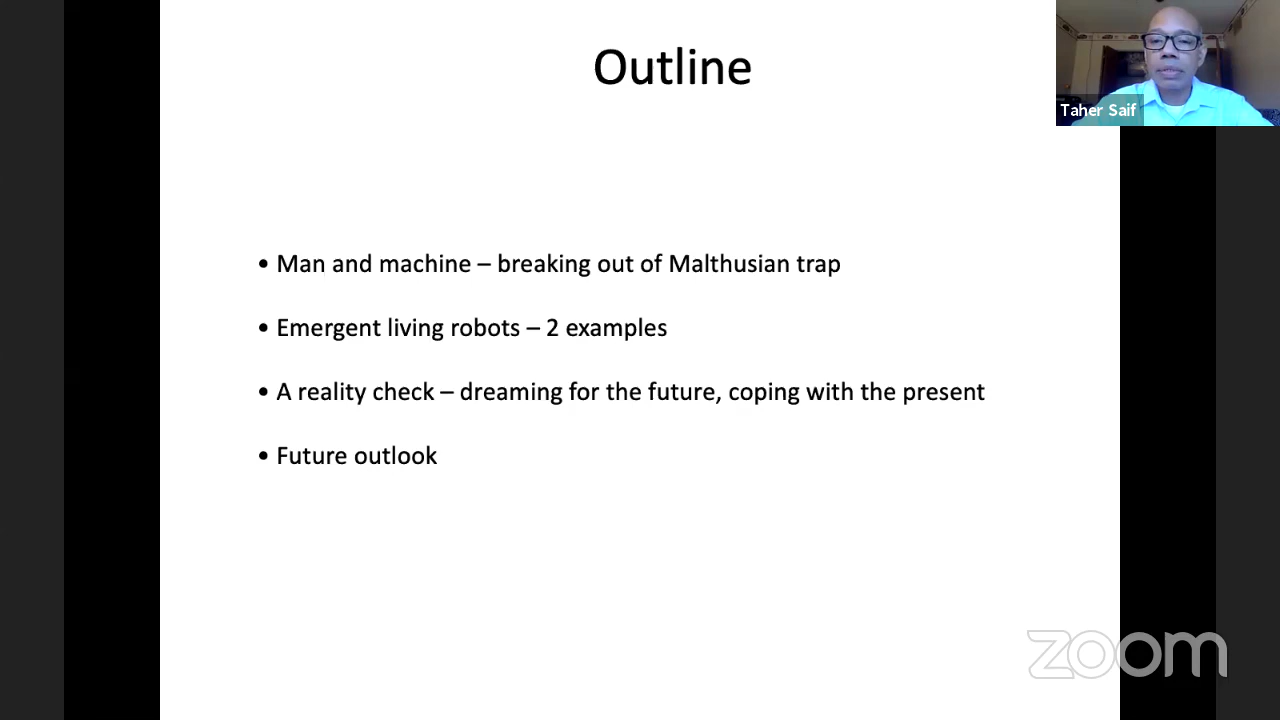 Outline
Taher Saif
• Man and machine – breaking out of Malthusian trap
• Emergent living robots – 2 examples
• A reality check – dreaming for the future, coping with the present
• Future outlook
zoom